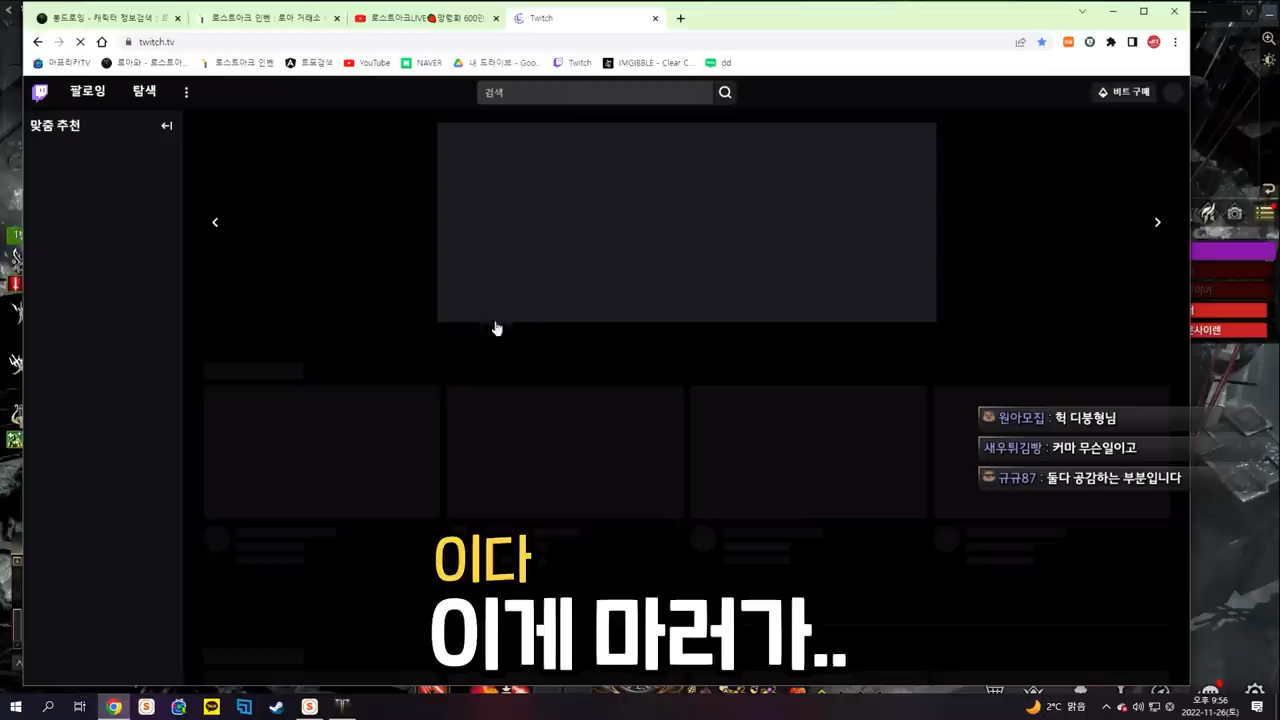 봉드로잉 - 캐릭터 정보검색 ::
로스트아크 인벤 : 로아 거래소
로스트아크LIVE🍓망령회 600만
Twitch
twitch.tv
아프리카TV
로아와 - 로스트아...
로스트아크 인벤
트포검색
YouTube
NAVER
내 드라이브 - Goo...
Twitch
IMGIBBLE - Clear C...
dd
팔로잉
탐색
검색
비트 구매
맞춤 추천
원아모집 : 헉 디붕형님
새우튀김빵 : 커마 무슨일이고
규규87 : 둘다 공감하는 부분입니다
이다
이게 마러가..
2°C 맑음
오후 9:56
2022-11-26(토)